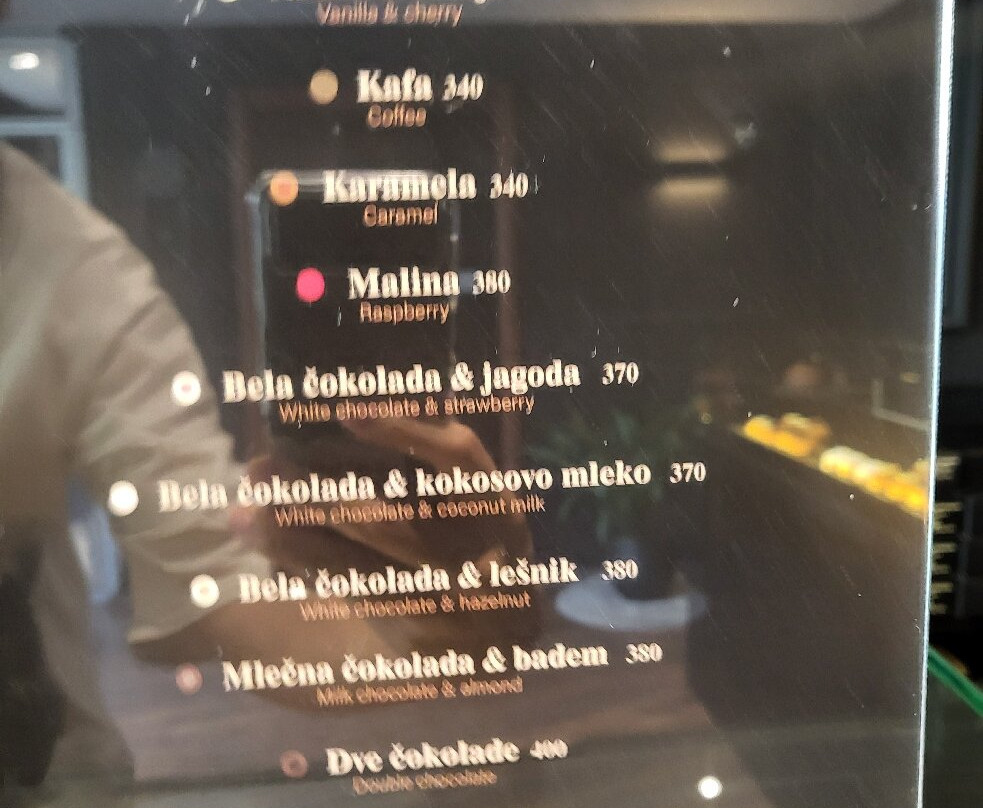 Vanilla & cherry
Kafa 340
Coffee
Karamela 340
Caramel
Malina 380
Raspberry
Bela čokolada & jagoda 370
White chocolate & strawberry
Bela čokolada & kokosovo mleko 370
White chocolate & coconut milk
Bela čokolada & lešnik 380
White chocolate & hazelnut
Mlečna čokolada & badem 380
Milk chocolate & almond
Dve čokolade 400
Double chocolate